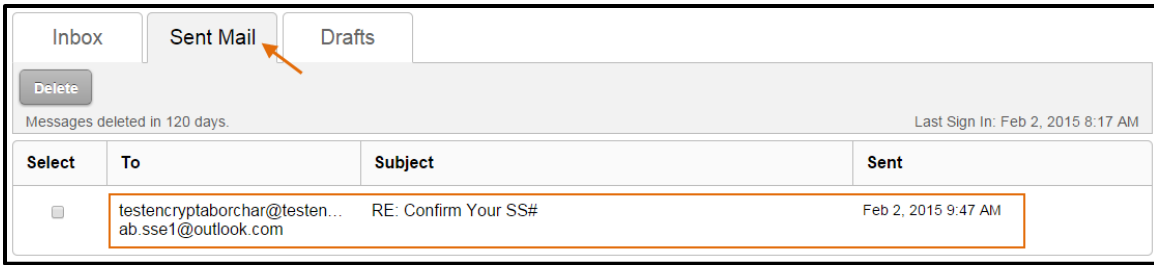 Inbox Sent Mail Drafts
Delete
Messages deleted in 120 days. Last Sign In: Feb 2, 2015 8:17 AM
Select To Subject Sent
testencryptaborchar@testen... RE: Confirm Your SS# Feb 2, 2015 9:47 AM
ab.sse1@outlook.com